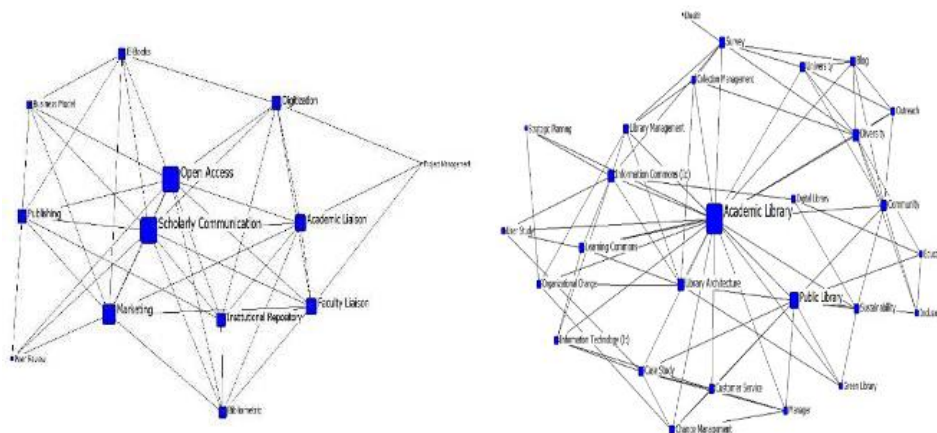 E-Books
Business Model
Digitization
Project Management
Open Access
Publishing
Scholarly Communication
Academic Liaison
Marketing
Institutional Repository
Faculty Liaison
Peer Review
Bibliometric
Survey
Collection Management
University
Blog
Outreach
Strategic Planning
Library Management
Diversity
Information Commons (Ic)
Digital Library
Community
Academic Library
User Study
Learning Commons
Organizational Change
Library Architecture
Public Library
Sustainability
Information Technology (It)
Case Study
Customer Service
Green Library
Manager
Change Management